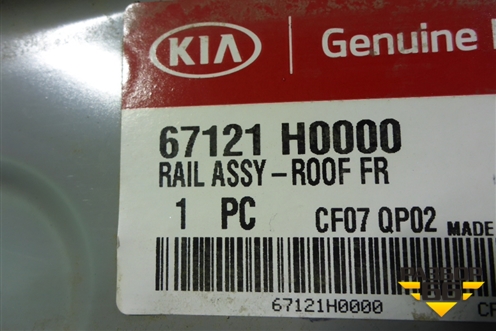 KIA Genuine
67121 H0000
RAIL ASSY-ROOF FR
1 PC CF07 QP02 MADE
67121H0000